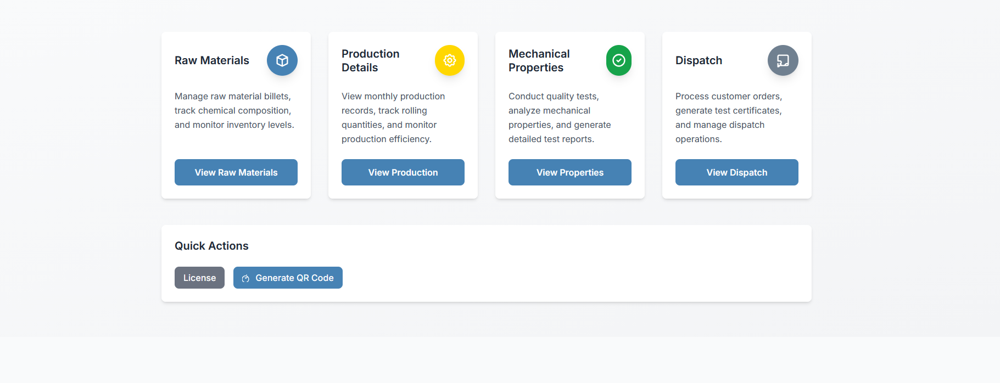 Raw Materials
Manage raw material billets,
track chemical composition,
and monitor inventory levels.
View Raw Materials
Production
Details
View monthly production
records, track rolling
quantities, and monitor
production efficiency.
View Production
Mechanical
Properties
Conduct quality tests,
analyze mechanical
properties, and generate
detailed test reports.
View Properties
Dispatch
Process customer orders,
generate test certificates,
and manage dispatch
operations.
View Dispatch
Quick Actions
License
Generate QR Code